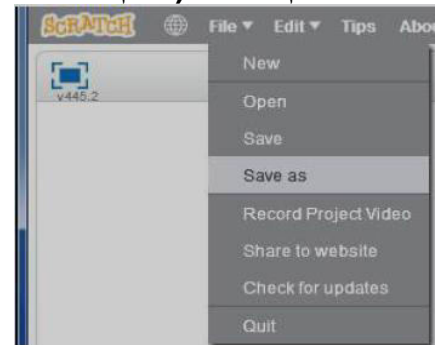 SCRATCH File ▼ Edit ▼ Tips Abou
v445.2
New
Open
Save
Save as
Record Project Video
Share to website
Check for updates
Quit